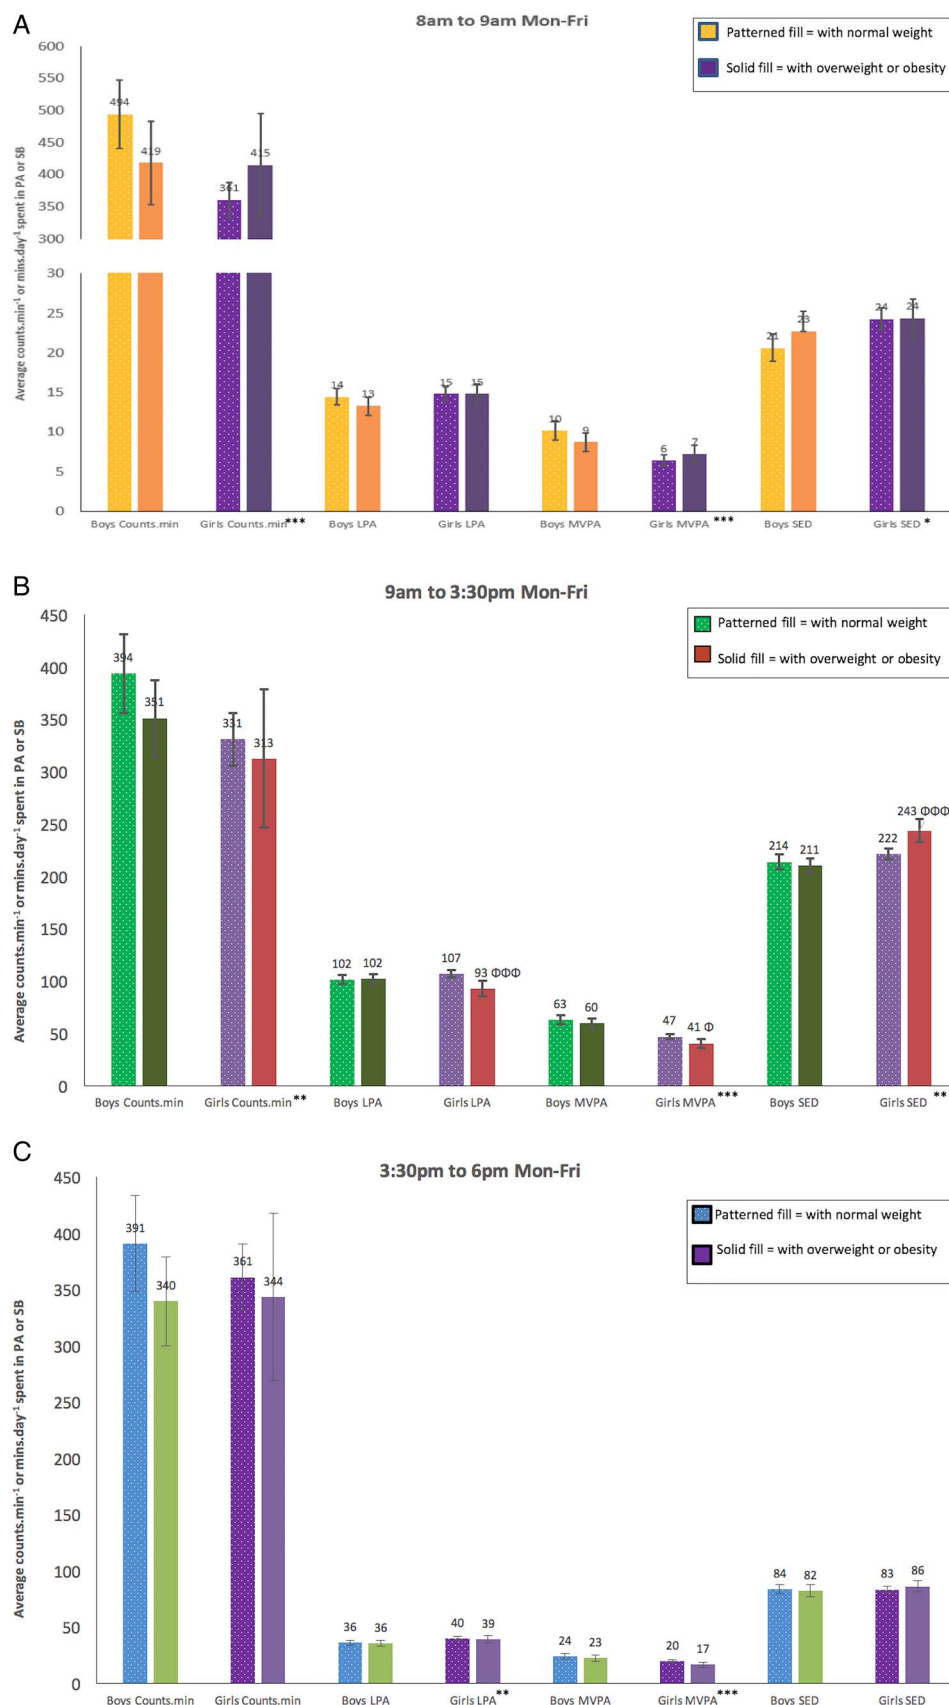 A
8am to 9am Mon-Fri
Patterned fill = with normal weight
Solid fill = with overweight or obesity
Average counts.min⁻¹ or mins.day⁻¹ spent in PA or SB
600
550
500
450
400
350
300
30
25
20
15
10
5
0
494
419
361
415
14
13
15
15
10
9
6
7
21
23
24
24
Boys Counts.min
Girls Counts.min***
Boys LPA
Girls LPA
Boys MVPA
Girls MVPA ***
Boys SED
Girls SED *
B
9am to 3:30pm Mon-Fri
Patterned fill = with normal weight
Solid fill = with overweight or obesity
Average counts.min⁻¹ or mins.day⁻¹ spent in PA or SB
450
400
350
300
250
200
150
100
50
0
394
351
331
313
102
102
107
93 ΦΦΦ
63
60
47
41 Φ
214
211
222
243 ΦΦΦ
Boys Counts.min
Girls Counts.min**
Boys LPA
Girls LPA
Boys MVPA
Girls MVPA ***
Boys SED
Girls SED **
C
3:30pm to 6pm Mon-Fri
Patterned fill = with normal weight
Solid fill = with overweight or obesity
Average counts.min⁻¹ or mins.day⁻¹ spent in PA or SB
450
400
350
300
250
200
150
100
50
0
391
340
361
344
36
36
40
39
24
23
20
17
84
82
83
86
Boys Counts.min
Girls Counts.min
Boys LPA
Girls LPA **
Boys MVPA
Girls MVPA ***
Boys SED
Girls SED